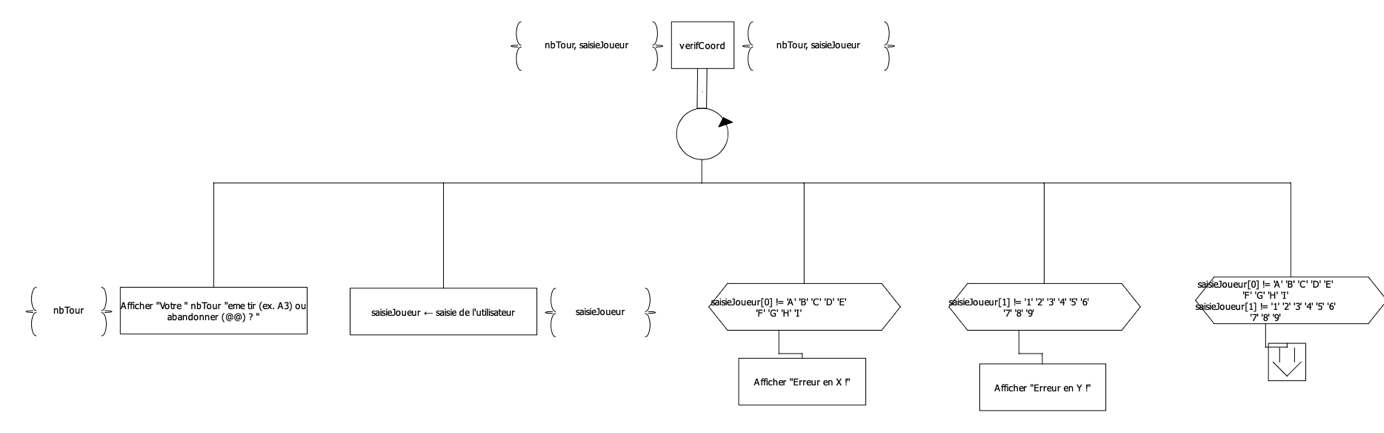 nbTour, saisieJoueur
verifCoord
nbTour, saisieJoueur
nbTour
Afficher "Votre " nbTour "eme tir (ex. A3) ou
abandonner (@@) ? "
saisieJoueur ← saisie de l'utilisateur
saisieJoueur
saisieJoueur[0] != 'A' 'B' 'C' 'D' 'E'
'F' 'G' 'H' 'I'
Afficher "Erreur en X !"
saisieJoueur[1] != '1' '2' '3' '4' '5' '6'
'7' '8' '9'
Afficher "Erreur en Y !"
saisieJoueur[0] != 'A' 'B' 'C' 'D' 'E'
'F' 'G' 'H' 'I'
saisieJoueur[1] != '1' '2' '3' '4' '5' '6'
'7' '8' '9'